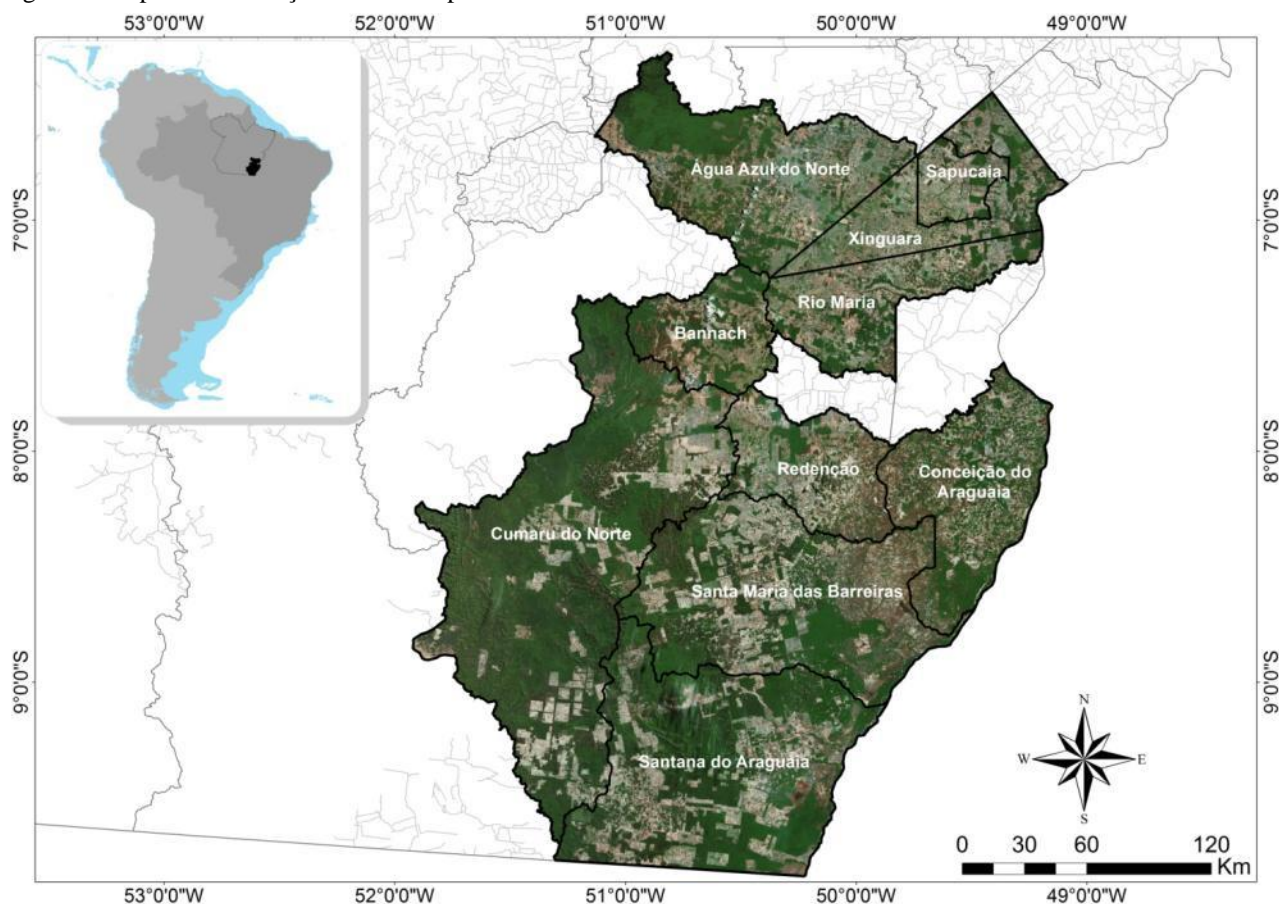 53°0'0"W 52°0'0"W 51°0'0"W 50°0'0"W 49°0'0"W
Água Azul do Norte
Sapucaia
7°0'0"S
7°0'0"S
Xinguara
Rio Maria
Bannach
8°0'0"S
8°0'0"S
Redenção
Conceição do
Araguaia
Cumaru do Norte
Santa Maria das Barreiras
9°0'0"S
9°0'0"S
Santana do Araguaia
N
W
E
S
0 30 60 120
Km
53°0'0"W 52°0'0"W 51°0'0"W 50°0'0"W 49°0'0"W